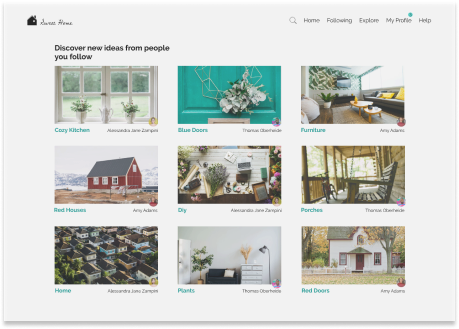 Sweet Home
Home Following Explore My Profile Help
Discover new ideas from people
you follow
Cozy Kitchen Alessandra Jane Zampini
Blue Doors Thomas Oberheide
Furniture Amy Adams
Red Houses Amy Adams
Diy Alessandra Jane Zampini
Porches Thomas Oberheide
Home Alessandra Jane Zampini
Plants Thomas Oberheide
Red Doors Amy Adams